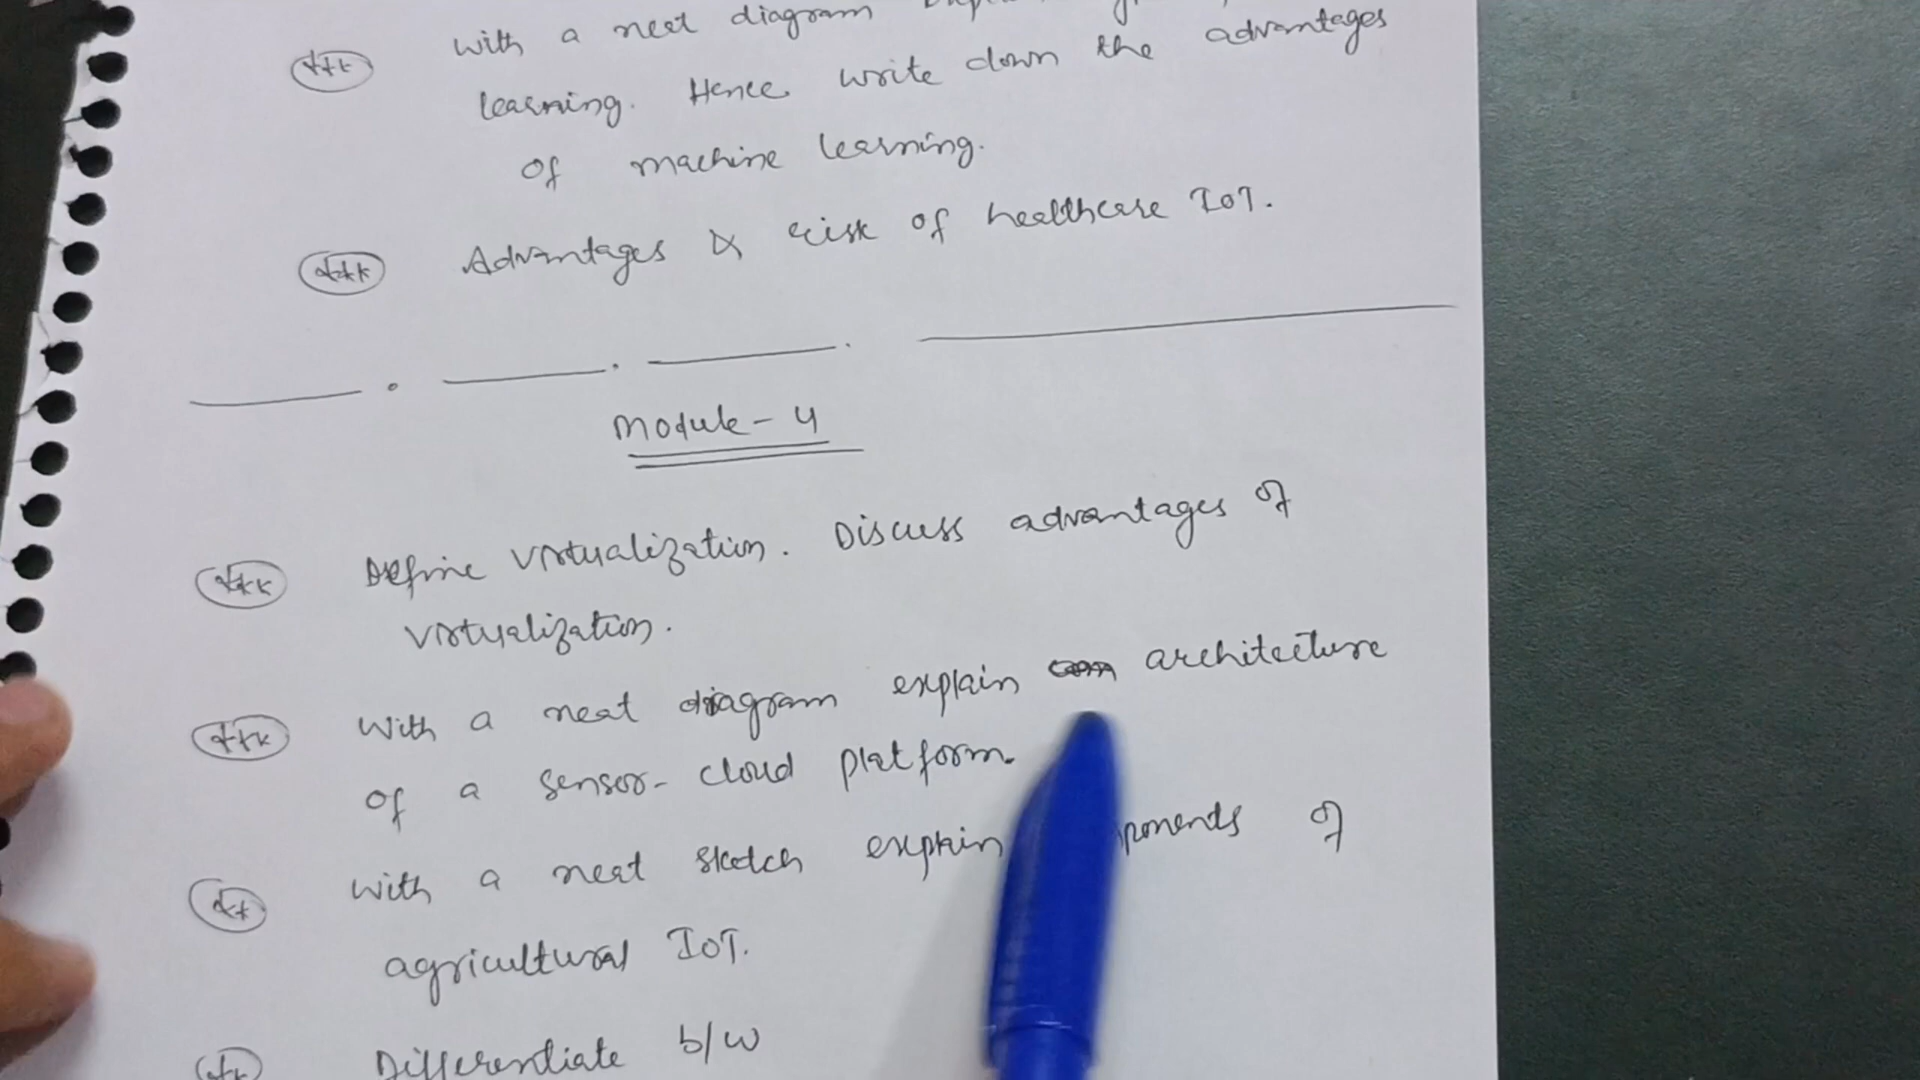 *** with a neat diagram
learning. Hence write down the advantages
of machine learning.
*** Advantages & risk of healthcare IoT.
Module - 4
*** Define virtualization. Discuss advantages of
virtualization.
*** With a neat diagram explain architecture
of a sensor-cloud platform.
** With a neat sketch explain ponents of
agricultural IoT.
** Differentiate b/w